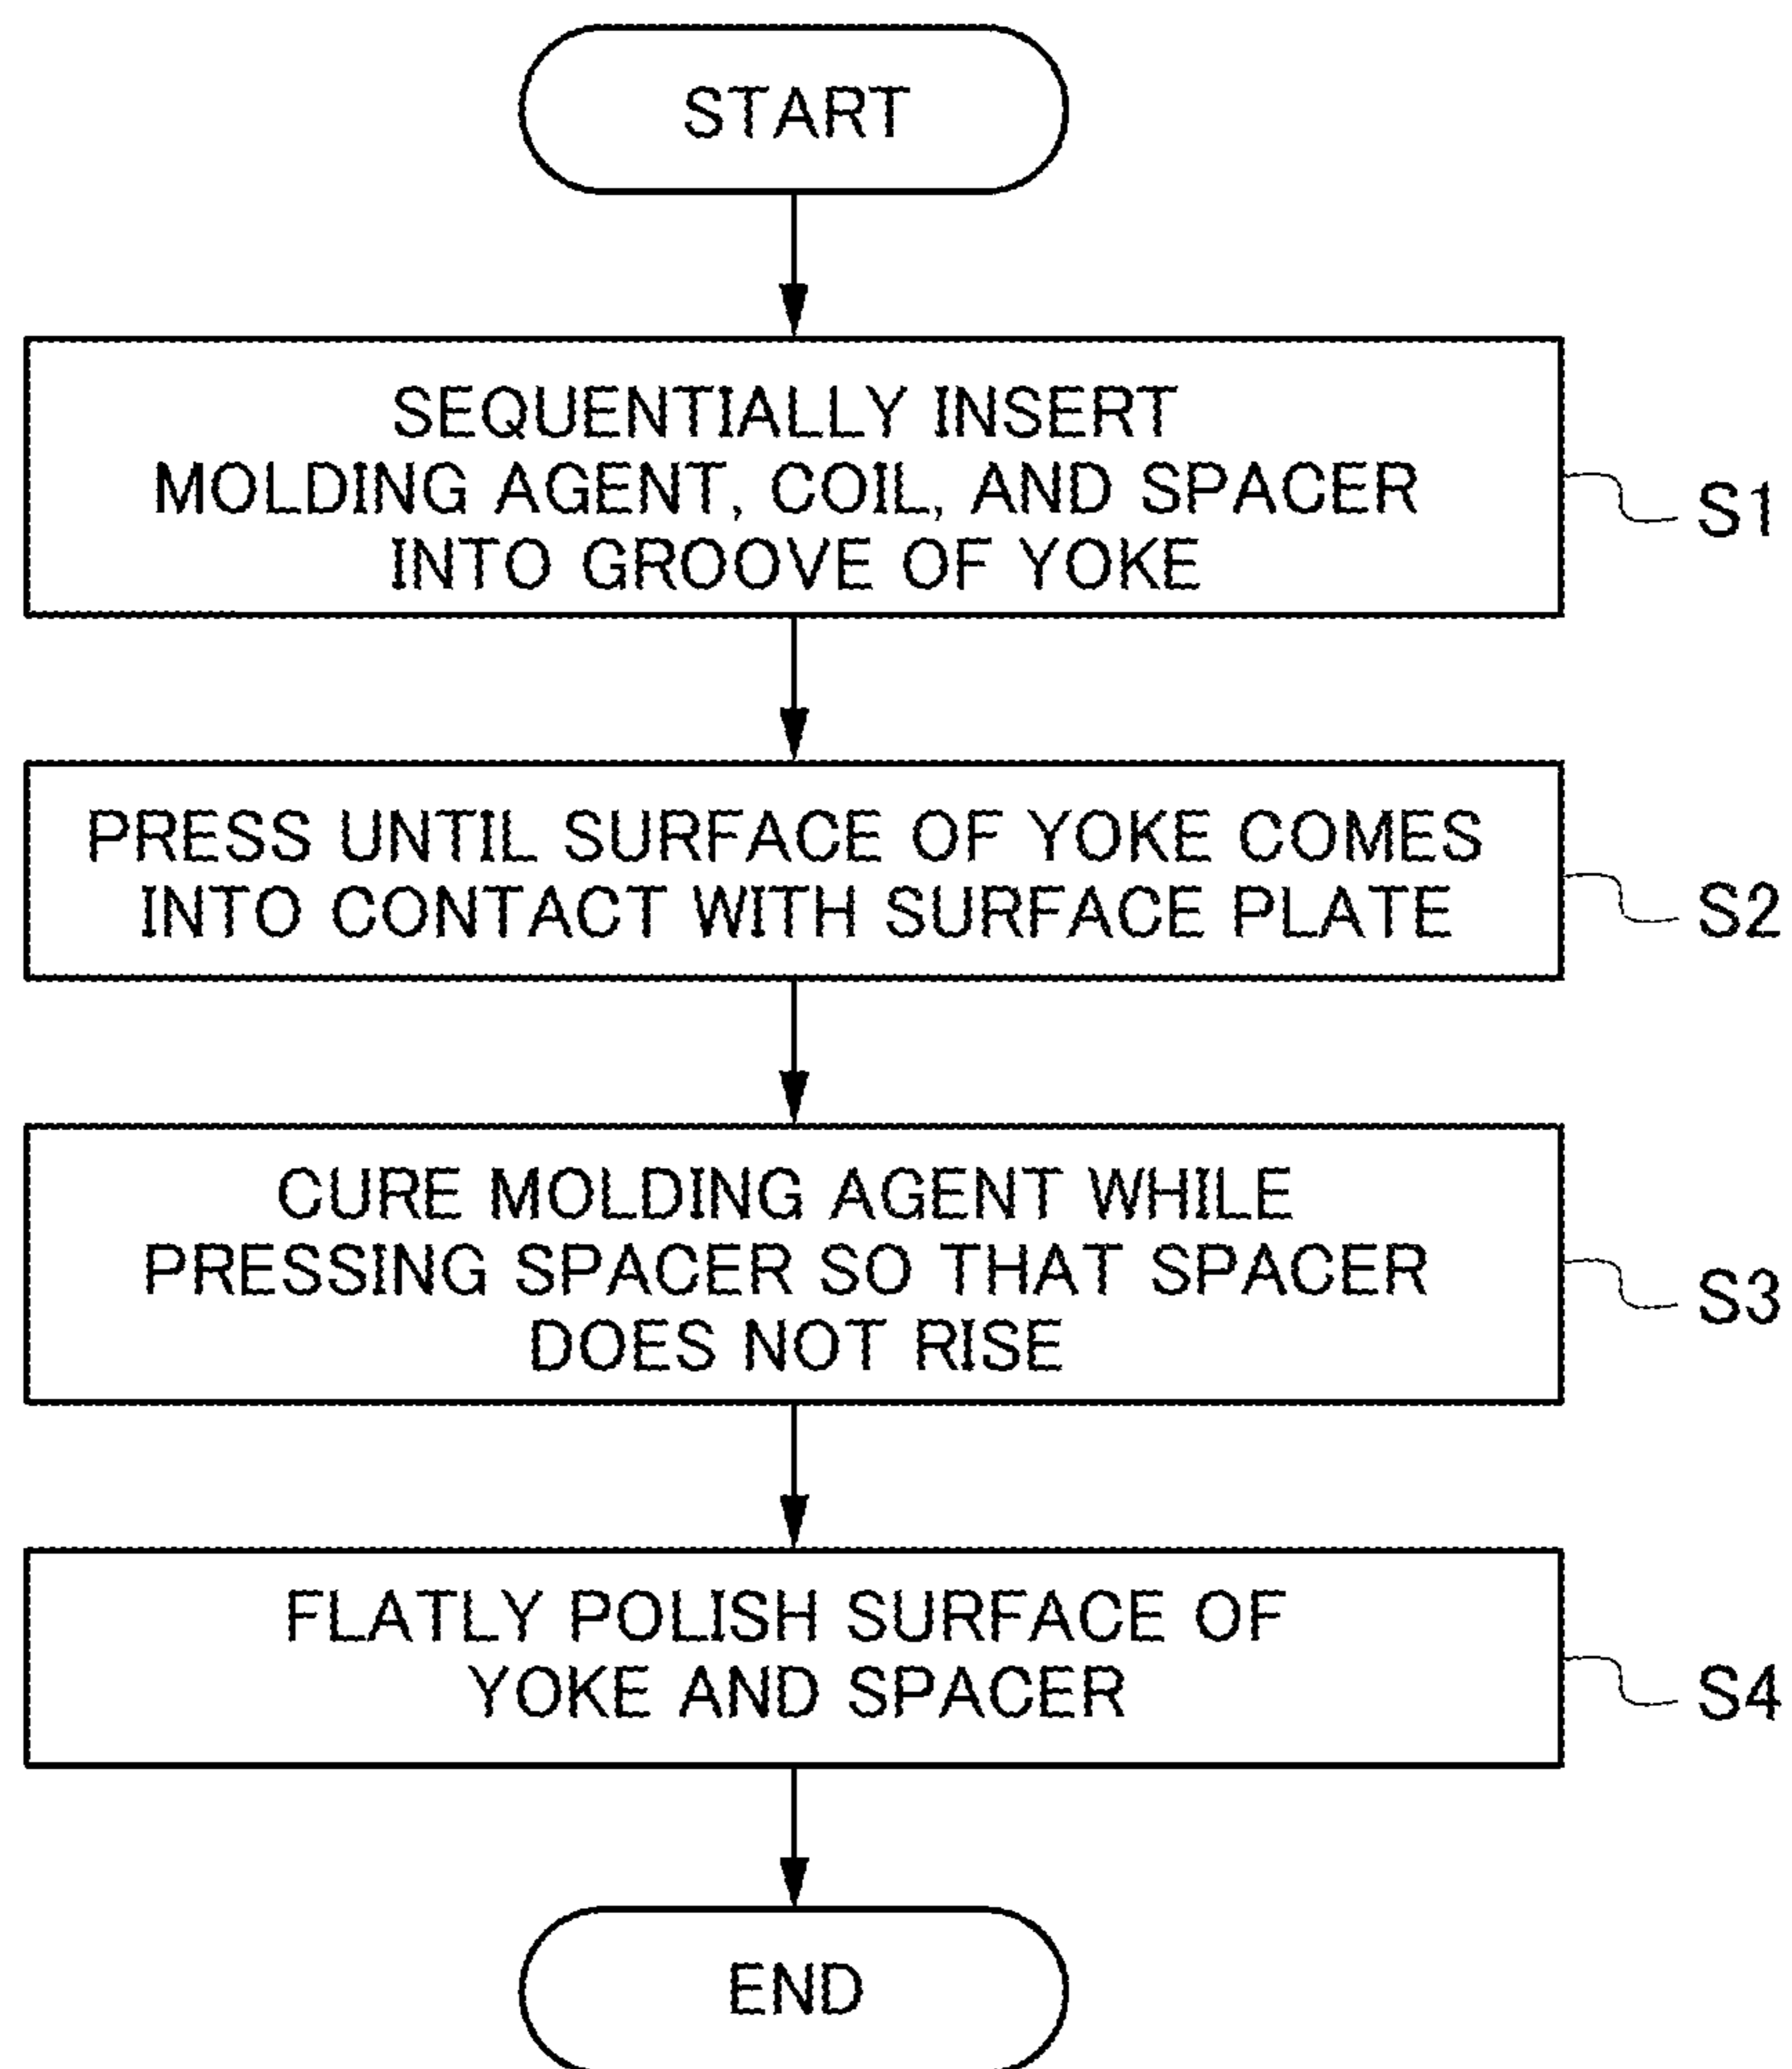 START
SEQUENTIALLY INSERT
MOLDING AGENT, COIL, AND SPACER
INTO GROOVE OF YOKE
S1
PRESS UNTIL SURFACE OF YOKE COMES
INTO CONTACT WITH SURFACE PLATE
S2
CURE MOLDING AGENT WHILE
PRESSING SPACER SO THAT SPACER
DOES NOT RISE
S3
FLATLY POLISH SURFACE OF
YOKE AND SPACER
S4
END